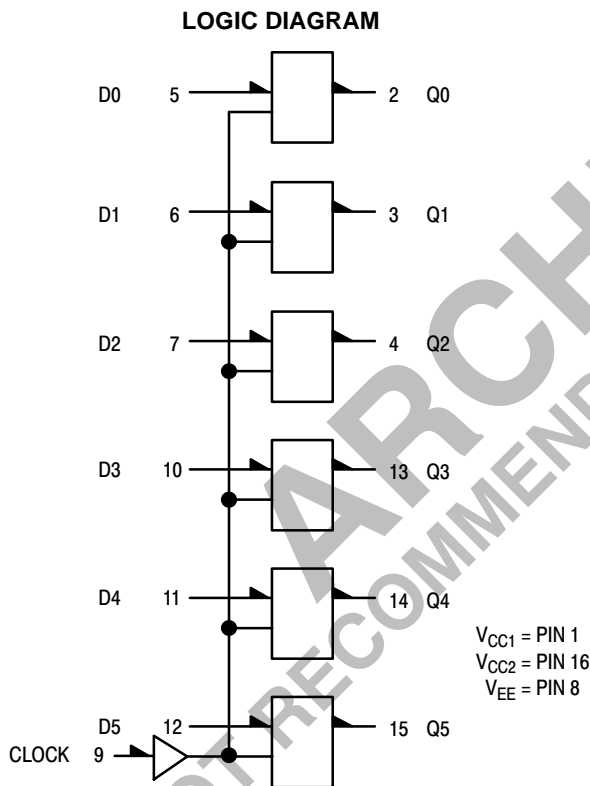 LOGIC DIAGRAM
D0 5 2 Q0
D1 6 3 Q1
D2 7 4 Q2
D3 10 13 Q3
D4 11 14 Q4
VCC1 = PIN 1
VCC2 = PIN 16
VEE = PIN 8
D5 12 15 Q5
CLOCK 9
ARCH
OT RECOMMEND